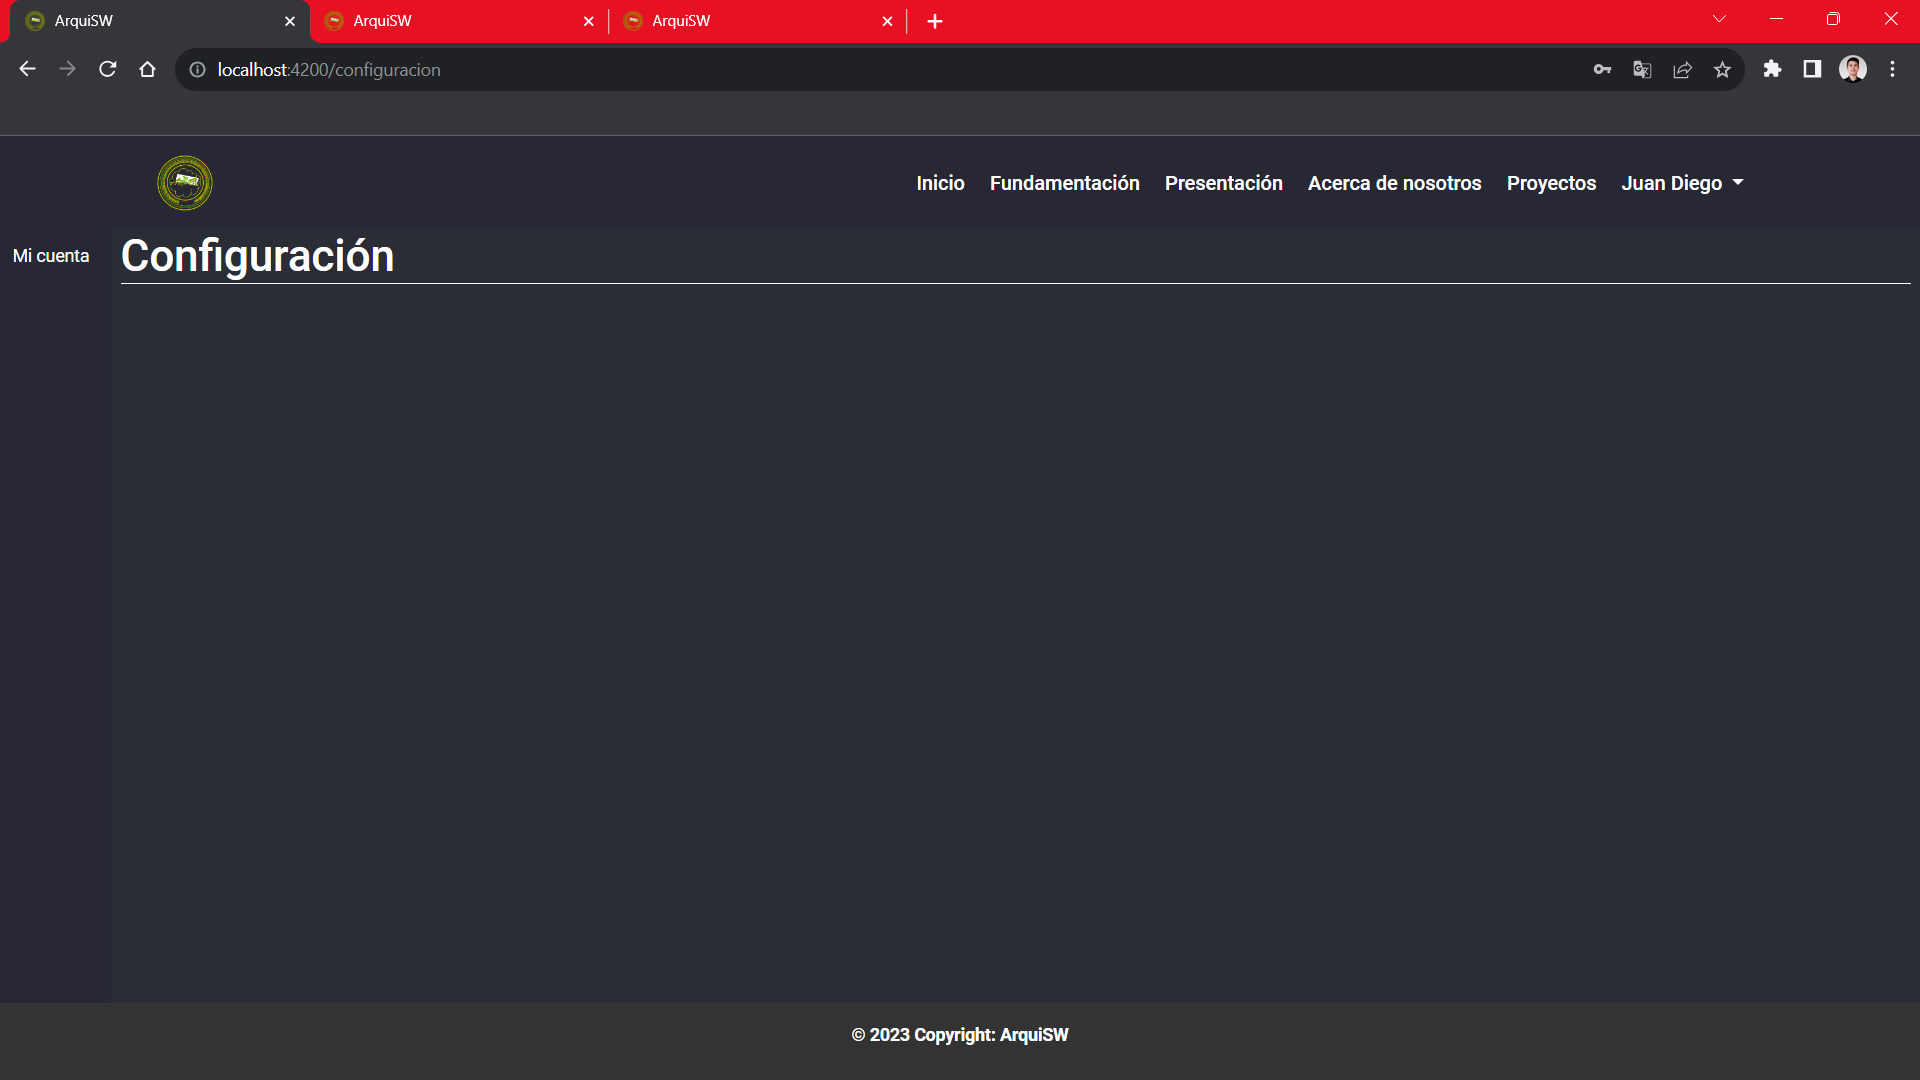 ArquiSW
ArquiSW
ArquiSW
localhost:4200/configuracion
Inicio
Fundamentación
Presentación
Acerca de nosotros
Proyectos
Juan Diego
Mi cuenta
Configuración
© 2023 Copyright: ArquiSW